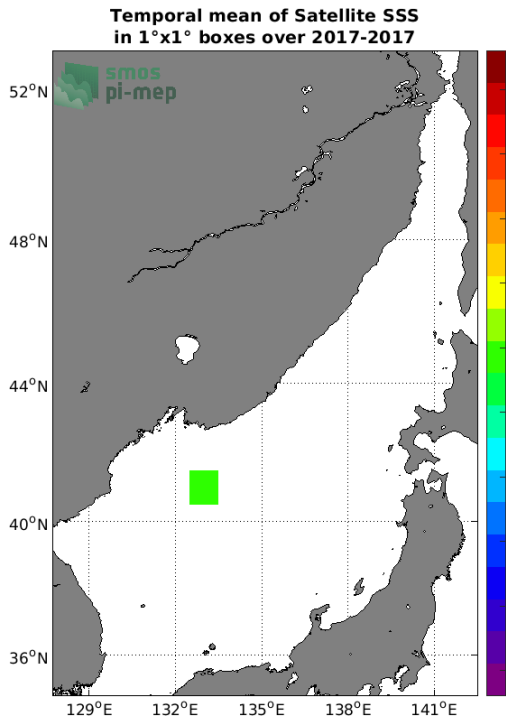 Temporal mean of Satellite SSS
in 1°x1° boxes over 2017-2017
smos
pi-mep
52°N
48°N
44°N
40°N
36°N
129°E 132°E 135°E 138°E 141°E